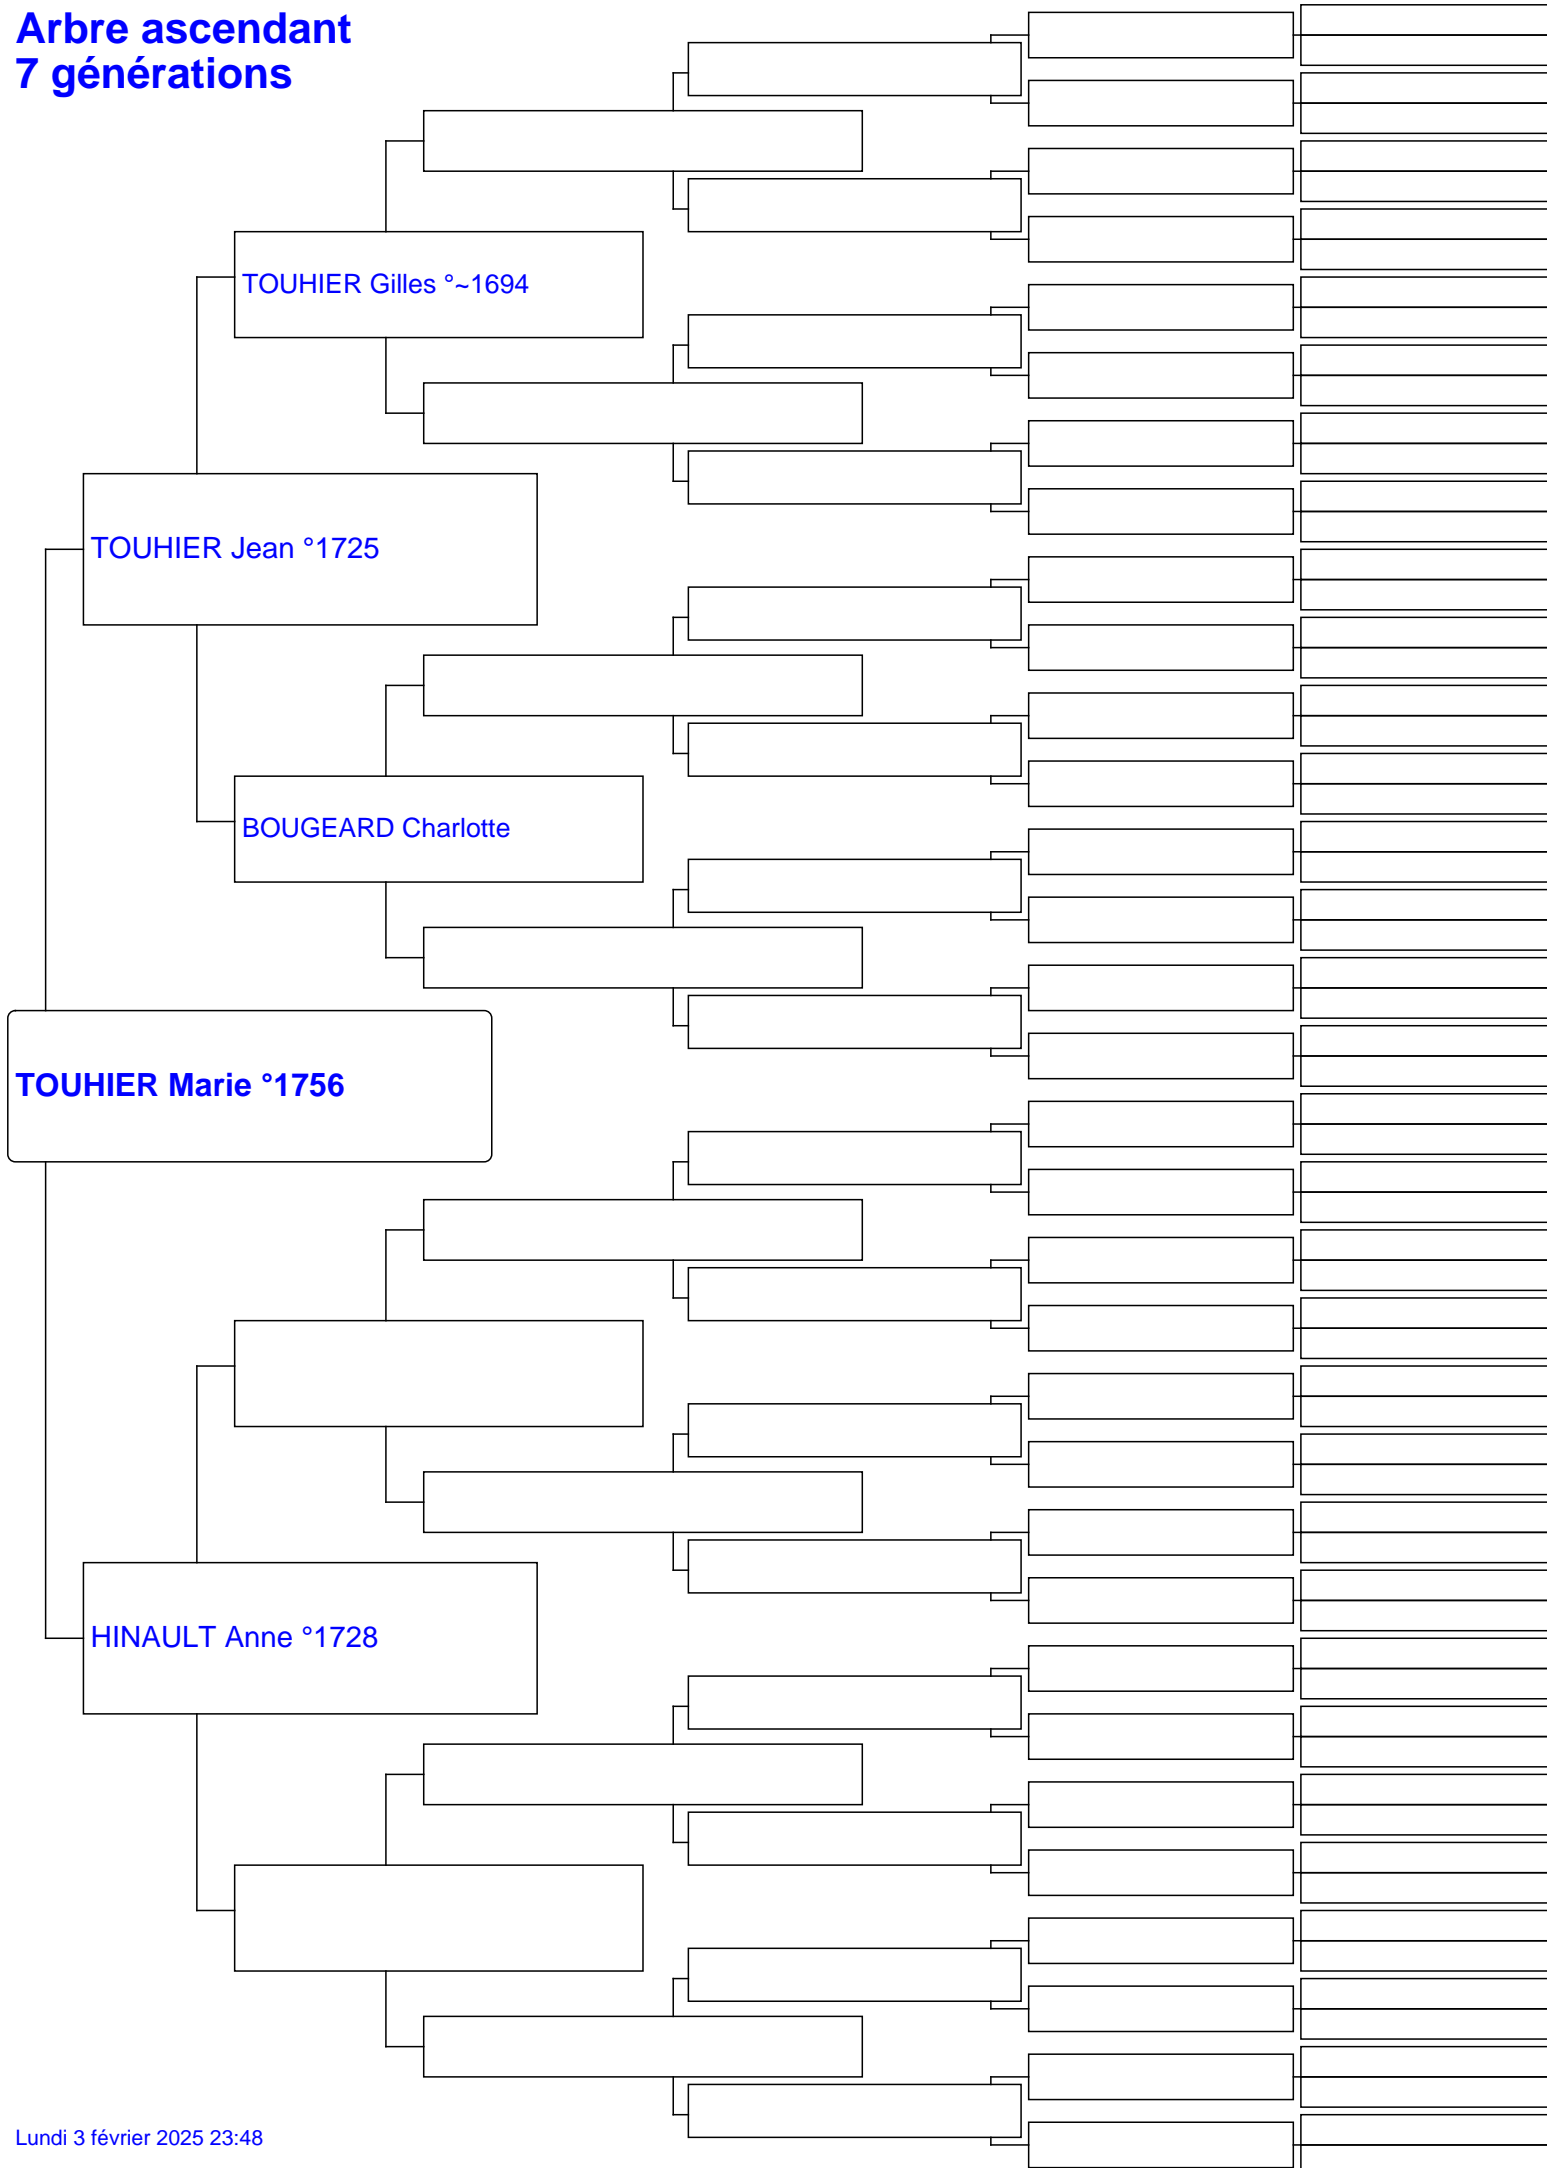 Arbre ascendant
7 générations
TOUHIER Gilles °~1694
TOUHIER Jean °1725
BOUGEARD Charlotte
TOUHIER Marie °1756
HINAULT Anne °1728
Lundi 3 février 2025 23:48